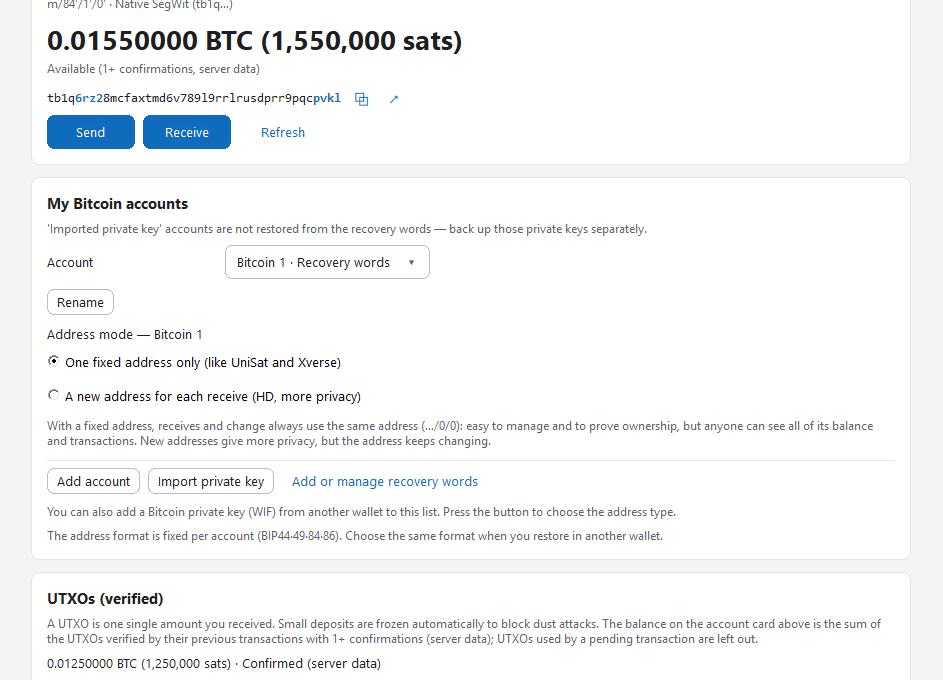 m/84'/1'/0' · Native SegWit (tb1q...)
0.01550000 BTC (1,550,000 sats)
Available (1+ confirmations, server data)
tb1q6rz28mcfaxtmd6v789l9rrlrusdprr9pqcpvkl
Send Receive Refresh
My Bitcoin accounts
'Imported private key' accounts are not restored from the recovery words — back up those private keys separately.
Account Bitcoin 1 · Recovery words
Rename
Address mode — Bitcoin 1
One fixed address only (like UniSat and Xverse)
A new address for each receive (HD, more privacy)
With a fixed address, receives and change always use the same address (.../0/0): easy to manage and to prove ownership, but anyone can see all of its balance
and transactions. New addresses give more privacy, but the address keeps changing.
Add account Import private key Add or manage recovery words
You can also add a Bitcoin private key (WIF) from another wallet to this list. Press the button to choose the address type.
The address format is fixed per account (BIP44·49·84·86). Choose the same format when you restore in another wallet.
UTXOs (verified)
A UTXO is one single amount you received. Small deposits are frozen automatically to block dust attacks. The balance on the account card above is the sum of
the UTXOs verified by their previous transactions with 1+ confirmations (server data); UTXOs used by a pending transaction are left out.
0.01250000 BTC (1,250,000 sats) · Confirmed (server data)